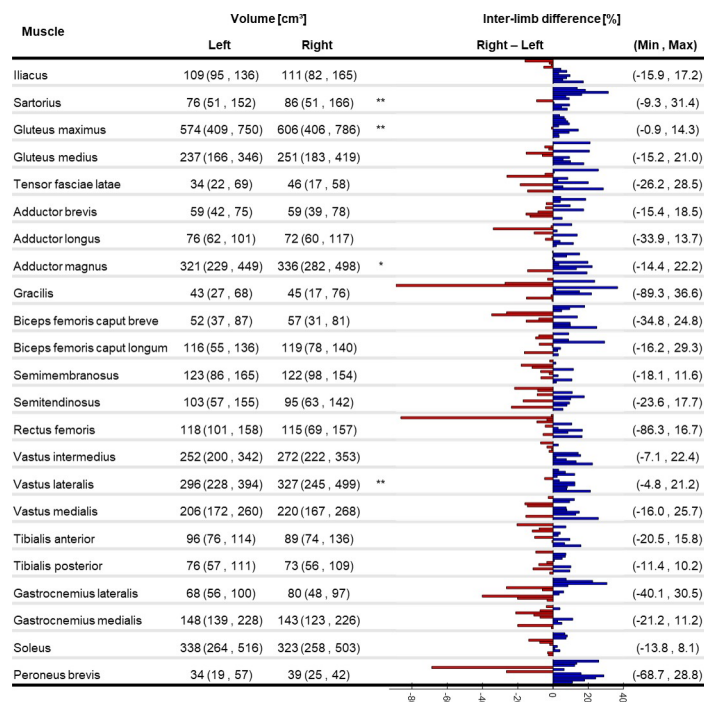 Muscle Volume [cm³] Inter-limb difference [%]
Left Right Right – Left (Min , Max)
Iliacus 109 (95 , 136) 111 (82 , 165) (-15.9 , 17.2)
Sartorius 76 (51 , 152) 86 (51 , 166) ** (-9.3 , 31.4)
Gluteus maximus 574 (409 , 750) 606 (406 , 786) ** (-0.9 , 14.3)
Gluteus medius 237 (166 , 346) 251 (183 , 419) (-15.2 , 21.0)
Tensor fasciae latae 34 (22 , 69) 46 (17 , 58) (-26.2 , 28.5)
Adductor brevis 59 (42 , 75) 59 (39 , 78) (-15.4 , 18.5)
Adductor longus 76 (62 , 101) 72 (60 , 117) (-33.9 , 13.7)
Adductor magnus 321 (229 , 449) 336 (282 , 498) * (-14.4 , 22.2)
Gracilis 43 (27 , 68) 45 (17 , 76) (-89.3 , 36.6)
Biceps femoris caput breve 52 (37 , 87) 57 (31 , 81) (-34.8 , 24.8)
Biceps femoris caput longum 116 (55 , 136) 119 (78 , 140) (-16.2 , 29.3)
Semimembranosus 123 (86 , 165) 122 (98 , 154) (-18.1 , 11.6)
Semitendinosus 103 (57 , 155) 95 (63 , 142) (-23.6 , 17.7)
Rectus femoris 118 (101 , 158) 115 (69 , 157) (-86.3 , 16.7)
Vastus intermedius 252 (200 , 342) 272 (222 , 353) (-7.1 , 22.4)
Vastus lateralis 296 (228 , 394) 327 (245 , 499) ** (-4.8 , 21.2)
Vastus medialis 206 (172 , 260) 220 (167 , 268) (-16.0 , 25.7)
Tibialis anterior 96 (76 , 114) 89 (74 , 136) (-20.5 , 15.8)
Tibialis posterior 76 (57 , 111) 73 (56 , 109) (-11.4 , 10.2)
Gastrocnemius lateralis 68 (56 , 100) 80 (48 , 97) (-40.1 , 30.5)
Gastrocnemius medialis 148 (139 , 228) 143 (123 , 226) (-21.2 , 11.2)
Soleus 338 (264 , 516) 323 (258 , 503) (-13.8 , 8.1)
Peroneus brevis 34 (19 , 57) 39 (25 , 42) (-68.7 , 28.8)
0 20 40